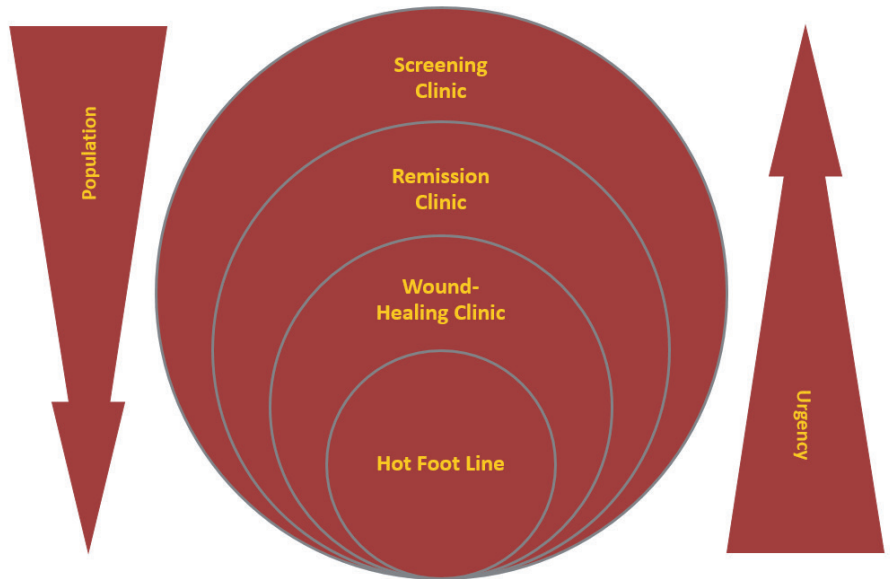 Population
Screening
Clinic
Remission
Clinic
Wound-
Healing Clinic
Hot Foot Line
Urgency